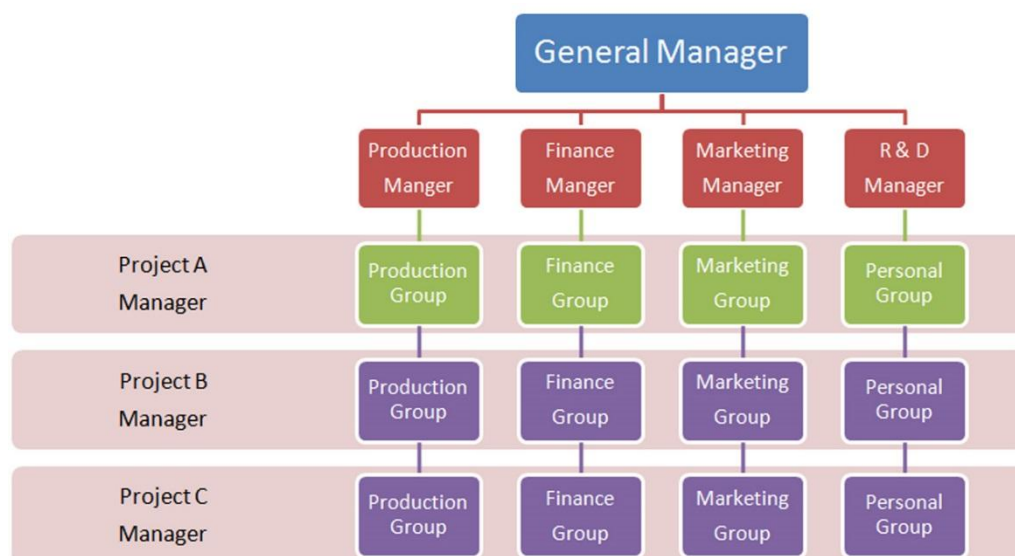 General Manager
Production
Manger
Finance
Manger
Marketing
Manager
R & D
Manager
Project A
Manager
Production
Group
Finance
Group
Marketing
Group
Personal
Group
Project B
Manager
Production
Group
Finance
Group
Marketing
Group
Personal
Group
Project C
Manager
Production
Group
Finance
Group
Marketing
Group
Personal
Group